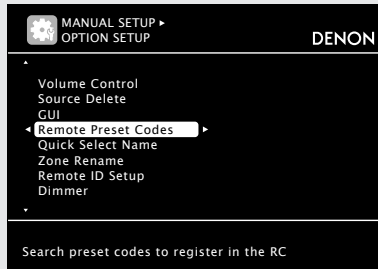 MANUAL SETUP ▸
OPTION SETUP
DENON
Volume Control
Source Delete
GUI
Remote Preset Codes
Quick Select Name
Zone Rename
Remote ID Setup
Dimmer
Search preset codes to register in the RC